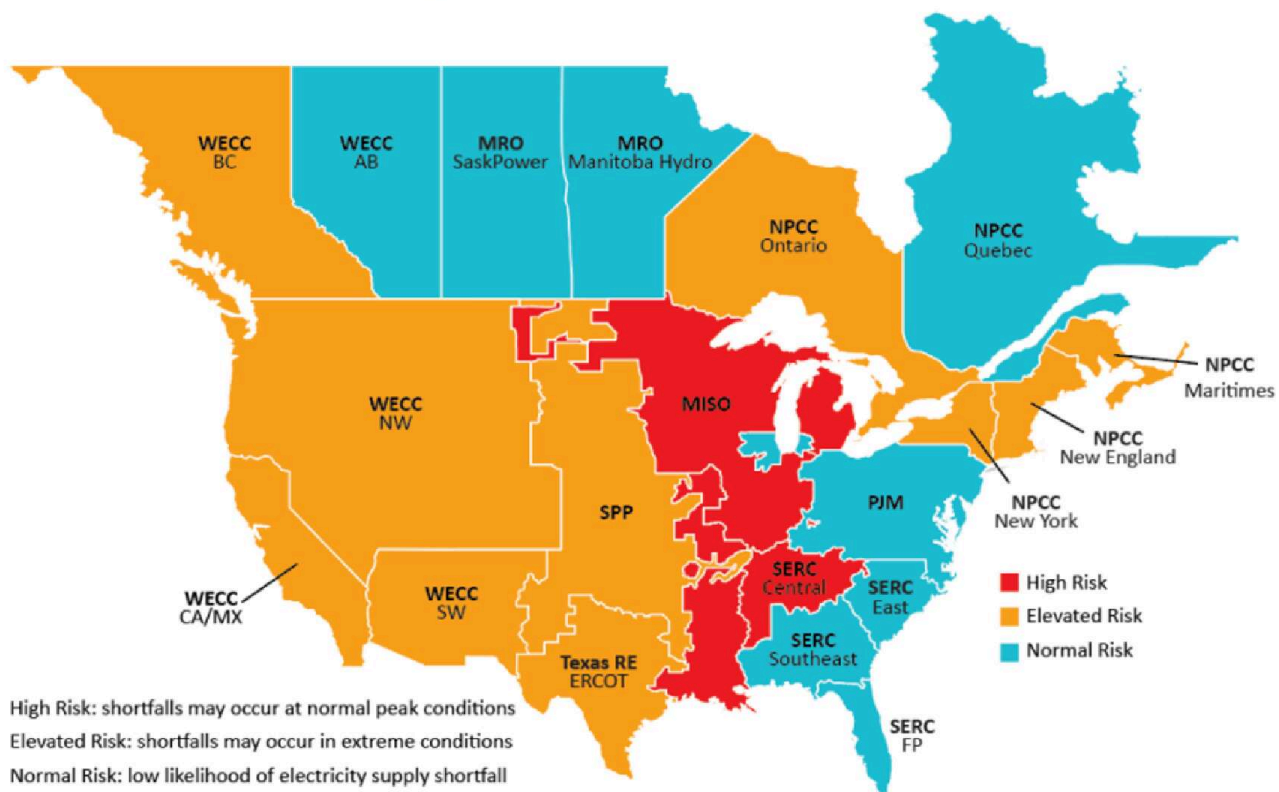 WECC
BC
WECC
AB
MRO
SaskPower
MRO
Manitoba Hydro
NPCC
Ontario
NPCC
Quebec
NPCC
Maritimes
WECC
NW
MISO
NPCC
New England
SPP
PJM
NPCC
New York
WECC
CA/MX
WECC
SW
SERC
Central
SERC
East
SERC
Southeast
Texas RE
ERCOT
SERC
FP
High Risk
Elevated Risk
Normal Risk
High Risk: shortfalls may occur at normal peak conditions
Elevated Risk: shortfalls may occur in extreme conditions
Normal Risk: low likelihood of electricity supply shortfall